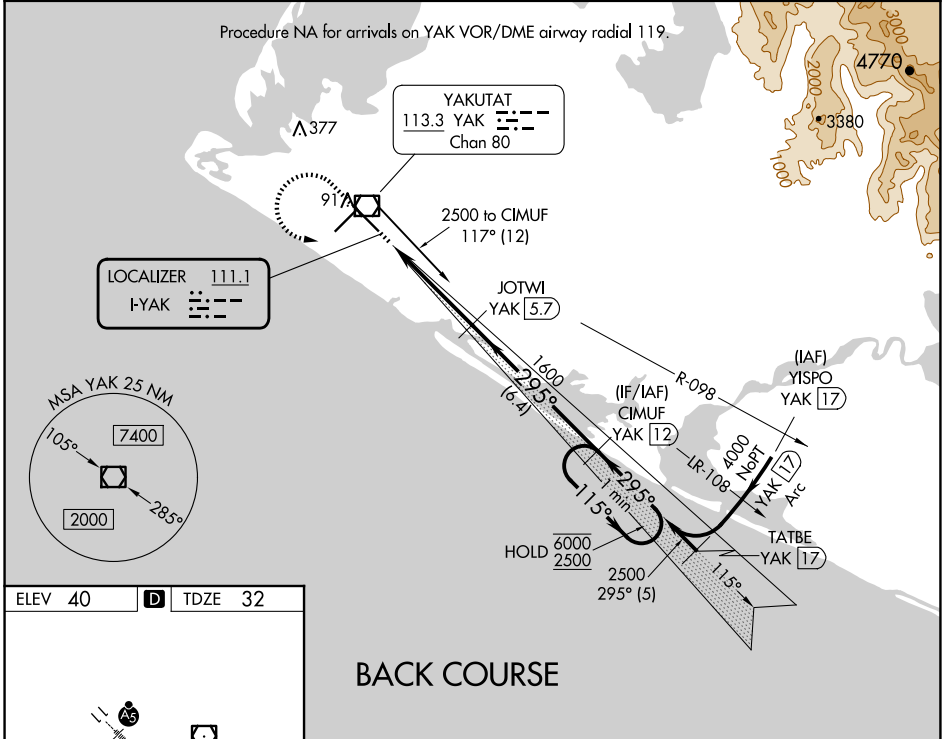 Procedure NA for arrivals on YAK VOR/DME airway radial 119.
3000
4770
2000
3380
1000
YAKUTAT
113.3 YAK
Chan 80
377
917
2500 to CIMUF
117° (12)
LOCALIZER 111.1
I-YAK
JOTWI
YAK 5.7
1600
295°
(6.4)
R-098
(IAF)
YISPO
YAK 17
(IF/IAF)
CIMUF
YAK 12
4000
NoPT
YAK 17
Arc
LR-108
295°
1 min
115°
HOLD 6000
2500
2500
295° (5)
TATBE
YAK 17
115°
MSA YAK 25 NM
105°
7400
285°
2000
ELEV 40 D TDZE 32
BACK COURSE
11
A5